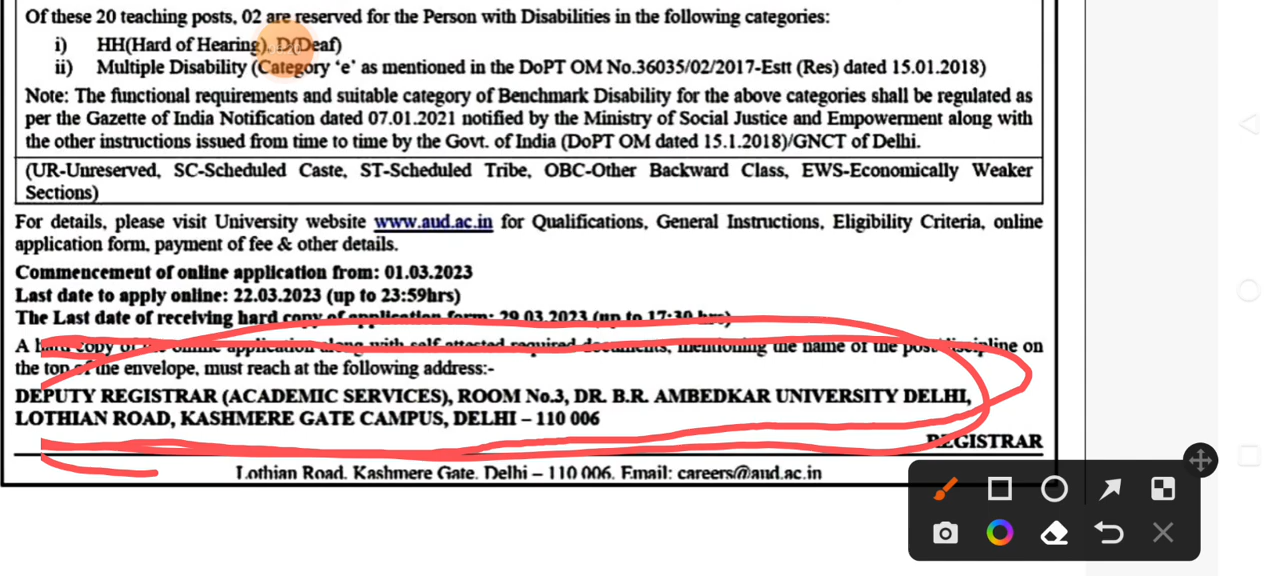 Of these 20 teaching posts, 02 are reserved for the Person with Disabilities in the following categories:
i) HH(Hard of Hearing), D(Deaf)
ii) Multiple Disability (Category ‘e’ as mentioned in the DoPT OM No.36035/02/2017-Estt (Res) dated 15.01.2018)
Note: The functional requirements and suitable category of Benchmark Disability for the above categories shall be regulated as
per the Gazette of India Notification dated 07.01.2021 notified by the Ministry of Social Justice and Empowerment along with
the other instructions issued from time to time by the Govt. of India (DoPT OM dated 15.1.2018)/GNCT of Delhi.
(UR-Unreserved, SC-Scheduled Caste, ST-Scheduled Tribe, OBC-Other Backward Class, EWS-Economically Weaker
Sections)
For details, please visit University website www.aud.ac.in for Qualifications, General Instructions, Eligibility Criteria, online
application form, payment of fee & other details.
Commencement of online application from: 01.03.2023
Last date to apply online: 22.03.2023 (up to 23:59hrs)
The Last date of receiving hard copy of application form: 29.03.2023 (up to 17:30 hrs)
A hard copy of the online application along with self attested required documents, mentioning the name of the post/discipline on
the top of the envelope, must reach at the following address:-
DEPUTY REGISTRAR (ACADEMIC SERVICES), ROOM No.3, DR. B.R. AMBEDKAR UNIVERSITY DELHI,
LOTHIAN ROAD, KASHMERE GATE CAMPUS, DELHI – 110 006
REGISTRAR
Lothian Road, Kashmere Gate, Delhi – 110 006. Email: careers@aud.ac.in